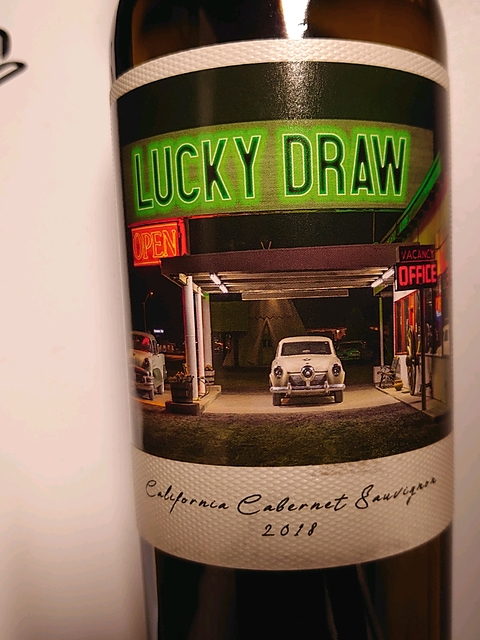 LUCKY DRAW
OPEN
VACANCY
OFFICE
California Cabernet Sauvignon
2018